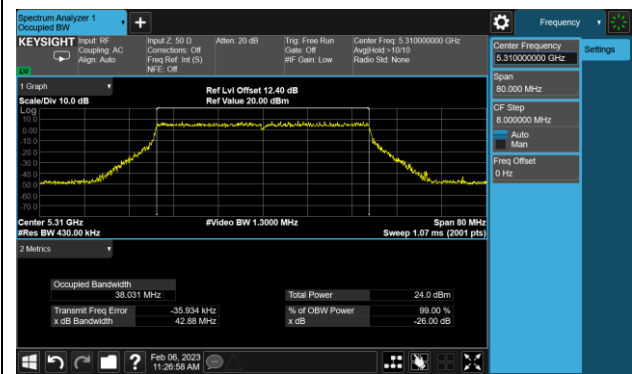 Spectrum Analyzer 1
Occupied BW
Frequency
KEYSIGHT
Input: RF
Coupling: AC
Align: Auto
Input Z: 50 Ω
Corrections: Off
Freq Ref: Int (S)
NFE: Off
Atten: 20 dB
Trig: Free Run
Gate: Off
#IF Gain: Low
Center Freq: 5.310000000 GHz
Avg|Hold:>10/10
Radio Std: None
Center Frequency
5.310000000 GHz
Settings
Span
80.000 MHz
CF Step
8.000000 MHz
Auto
Man
Freq Offset
0 Hz
1 Graph
Scale/Div 10.0 dB
Ref Lvl Offset 12.40 dB
Ref Value 20.00 dBm
Log
10.0
0.00
-10.0
-20.0
-30.0
-40.0
-50.0
-60.0
-70.0
Center 5.31 GHz
#Res BW 430.00 kHz
#Video BW 1.3000 MHz
Span 80 MHz
Sweep 1.07 ms (2001 pts)
2 Metrics
Occupied Bandwidth
38.031 MHz
Total Power 24.0 dBm
Transmit Freq Error -35.934 kHz
% of OBW Power 99.00 %
x dB Bandwidth 42.88 MHz
x dB -26.00 dB
?
Feb 06, 2023
11:26:58 AM